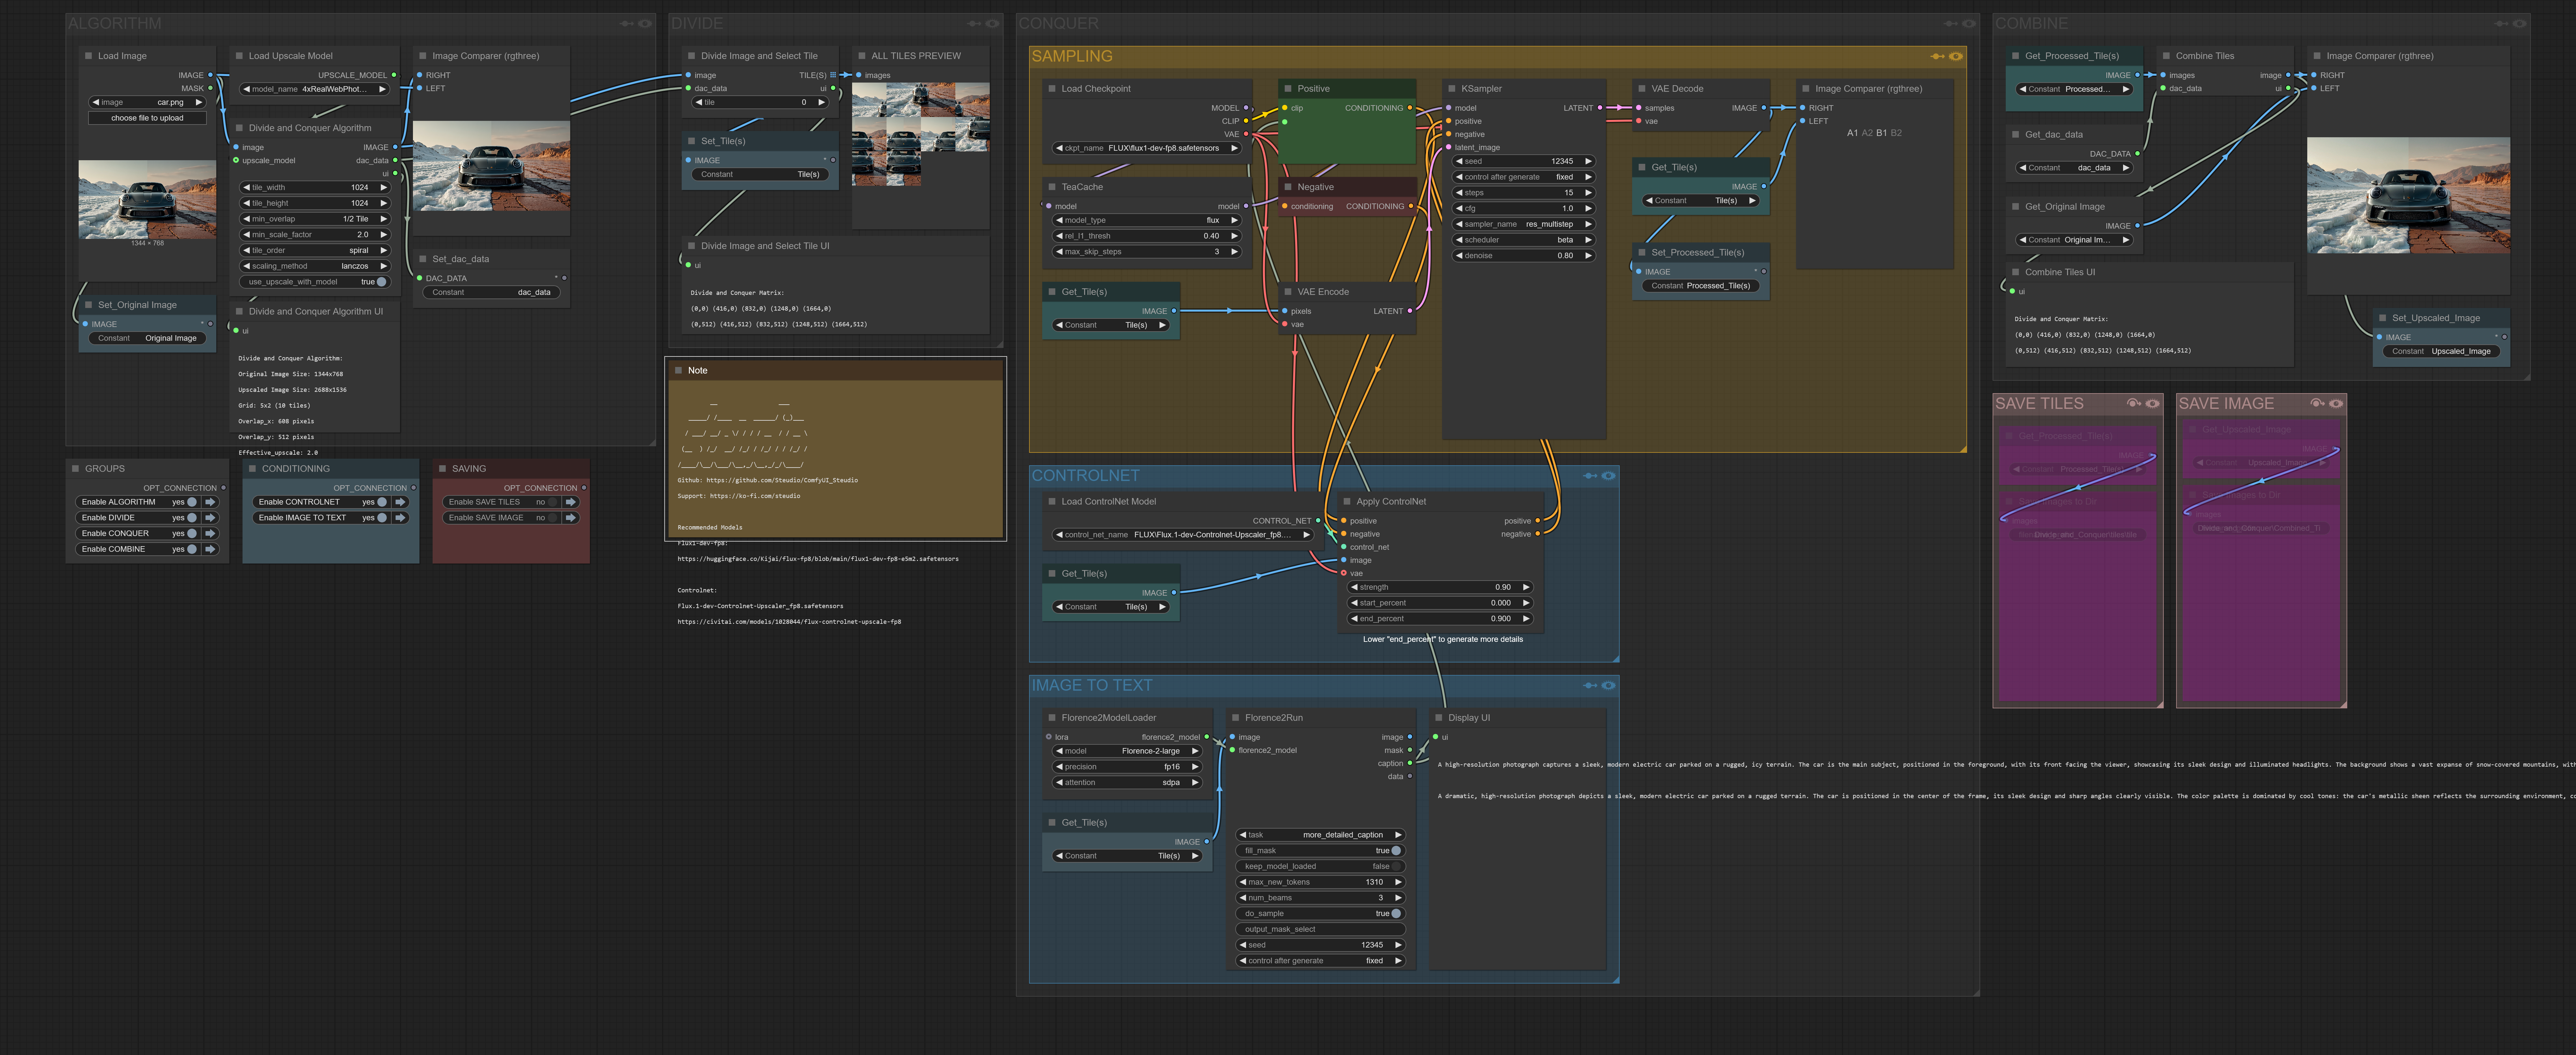 ALGORITHM
Load Image
IMAGE
MASK
image car.png
choose file to upload
1344 × 768
Set_Original Image
IMAGE *
Constant Original Image
Load Upscale Model
UPSCALE_MODEL
model_name 4xRealWebPhot...
Divide and Conquer Algorithm
image IMAGE
upscale_model dac_data
ui
tile_width 1024
tile_height 1024
min_overlap 1/2 Tile
min_scale_factor 2.0
tile_order spiral
scaling_method lanczos
use_upscale_with_model true
Divide and Conquer Algorithm UI
ui
Divide and Conquer Algorithm:
Original Image Size: 1344x768
Upscaled Image Size: 2688x1536
Grid: 5x2 (10 tiles)
Overlap_x: 608 pixels
Overlap_y: 512 pixels
Effective_upscale: 2.0
Image Comparer (rgthree)
RIGHT
LEFT
Set_dac_data
DAC_DATA *
Constant dac_data
GROUPS
OPT_CONNECTION
Enable ALGORITHM yes
Enable DIVIDE yes
Enable CONQUER yes
Enable COMBINE yes
CONDITIONING
OPT_CONNECTION
Enable CONTROLNET yes
Enable IMAGE TO TEXT yes
SAVING
OPT_CONNECTION
Enable SAVE TILES no
Enable SAVE IMAGE no
DIVIDE
Divide Image and Select Tile
image TILE(S)
dac_data ui
tile 0
Set_Tile(s)
IMAGE *
Constant Tile(s)
ALL TILES PREVIEW
images
Divide Image and Select Tile UI
ui
Divide and Conquer Matrix:
(0,0) (416,0) (832,0) (1248,0) (1664,0)
(0,512) (416,512) (832,512) (1248,512) (1664,512)
Note
Github: https://github.com/Steudio/ComfyUI_Steudio
Support: https://ko-fi.com/steudio
Recommended Models
Flux1-dev-fp8:
https://huggingface.co/Kijai/flux-fp8/blob/main/flux1-dev-fp8-e5m2.safetensors
Controlnet:
Flux.1-dev-Controlnet-Upscaler_fp8.safetensors
https://civitai.com/models/1028044/flux-controlnet-upscale-fp8
CONQUER
SAMPLING
Load Checkpoint
MODEL
CLIP
VAE
ckpt_name FLUX\flux1-dev-fp8.safetensors
TeaCache
model model
model_type flux
rel_l1_thresh 0.40
max_skip_steps 3
Get_Tile(s)
IMAGE
Constant Tile(s)
Positive
clip CONDITIONING
Negative
conditioning CONDITIONING
VAE Encode
pixels LATENT
vae
KSampler
model LATENT
positive
negative
latent_image
seed 12345
control after generate fixed
steps 15
cfg 1.0
sampler_name res_multistep
scheduler beta
denoise 0.80
VAE Decode
samples IMAGE
vae
Get_Tile(s)
IMAGE
Constant Tile(s)
Set_Processed_Tile(s)
IMAGE *
Constant Processed_Tile(s)
Image Comparer (rgthree)
RIGHT
LEFT
A1 A2 B1 B2
CONTROLNET
Load ControlNet Model
CONTROL_NET
control_net_name FLUX\Flux.1-dev-Controlnet-Upscaler_fp8....
Get_Tile(s)
IMAGE
Constant Tile(s)
Apply ControlNet
positive positive
negative negative
control_net
image
vae
strength 0.90
start_percent 0.000
end_percent 0.900
Lower "end_percent" to generate more details
IMAGE TO TEXT
Florence2ModelLoader
lora florence2_model
model Florence-2-large
precision fp16
attention sdpa
Get_Tile(s)
IMAGE
Constant Tile(s)
Florence2Run
image image
florence2_model mask
caption
data
task more_detailed_caption
fill_mask true
keep_model_loaded false
max_new_tokens 1310
num_beams 3
do_sample true
output_mask_select
seed 12345
control after generate fixed
Display UI
ui
A high-resolution photograph captures a sleek, modern electric car parked on a rugged, icy terrain. The car is the main subject, positioned in the foreground, with its front facing the viewer, showcasing its sleek design and illuminated headlights. The background shows a vast expanse of snow-covered mountains, wit
A dramatic, high-resolution photograph depicts a sleek, modern electric car parked on a rugged terrain. The car is positioned in the center of the frame, its sleek design and sharp angles clearly visible. The color palette is dominated by cool tones: the car's metallic sheen reflects the surrounding environment, c
COMBINE
Get_Processed_Tile(s)
IMAGE
Constant Processed...
Get_dac_data
DAC_DATA
Constant dac_data
Get_Original Image
IMAGE
Constant Original Im...
Combine Tiles
images image
dac_data ui
Combine Tiles UI
ui
Divide and Conquer Matrix:
(0,0) (416,0) (832,0) (1248,0) (1664,0)
(0,512) (416,512) (832,512) (1248,512) (1664,512)
Image Comparer (rgthree)
RIGHT
LEFT
Set_Upscaled_Image
IMAGE *
Constant Upscaled_Image
SAVE TILES
Get_Processed_Tile(s)
IMAGE
Constant Processed_Tile(s)
images
SAVE IMAGE
Get_Upscaled_Image
IMAGE
Constant Upscaled_Image
images